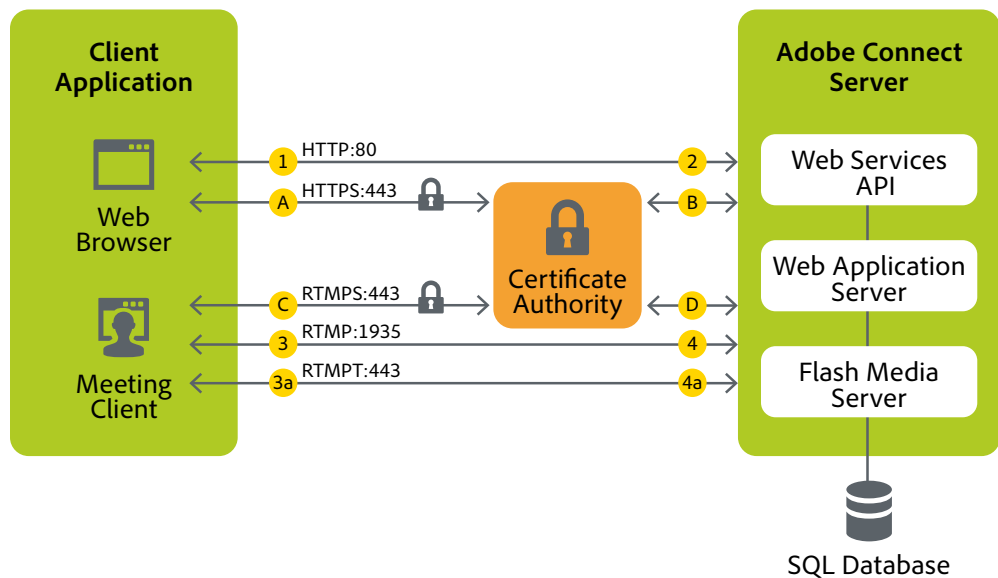 Client
Application
Adobe Connect
Server
1
HTTP:80
2
A
HTTPS:443
B
Web
Browser
Web Services
API
Certificate
Authority
C
RTMPS:443
D
Web Application
Server
3
RTMP:1935
4
3a
RTMPT:443
4a
Meeting
Client
Flash Media
Server
SQL Database